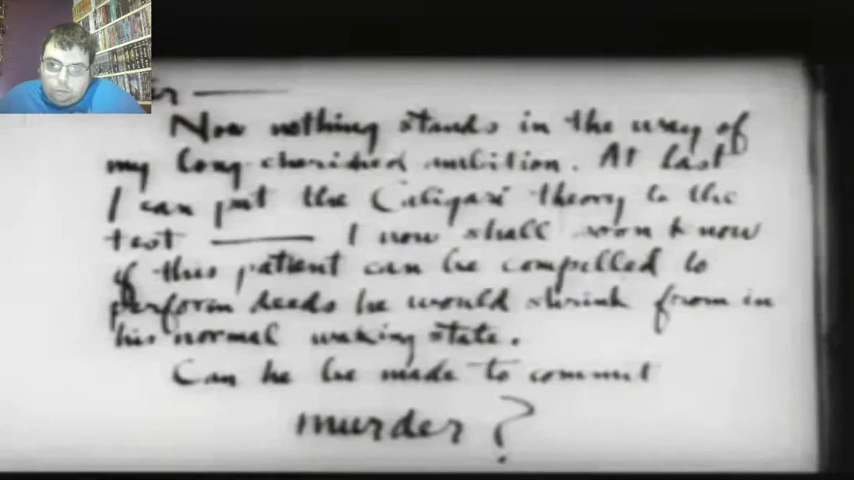 Now nothing stands in the way of
my long cherished ambition. At last
I can put the Caligari theory to the
test — I now shall soon know
if this patient can be compelled to
perform deeds he would shrink from in
his normal waking state.
Can he be made to commit
murder?